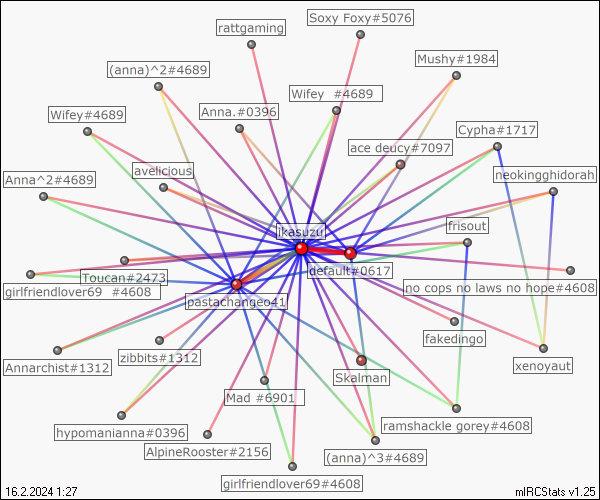 Soxy Foxy#5076
rattgaming
Mushy#1984
(anna)^2#4689
Wifey #4689
Anna.#0396
Wifey#4689
Cypha#1717
ace deucy#7097
avelicious
neokingghidorah
Anna^2#4689
frisout
ikasuzu
default#0617
Toucan#2473
no cops no laws no hope#4608
girlfriendlover69 #4608
pastachangeo41
fakedingo
zibbits#1312
Annarchist#1312
xenoyaut
Skalman
Mad #6901
ramshackle gorey#4608
hypomanianna#0396
AlpineRooster#2156
(anna)^3#4689
girlfriendlover69#4608
16.2.2024 1:27
mIRCStats v1.25